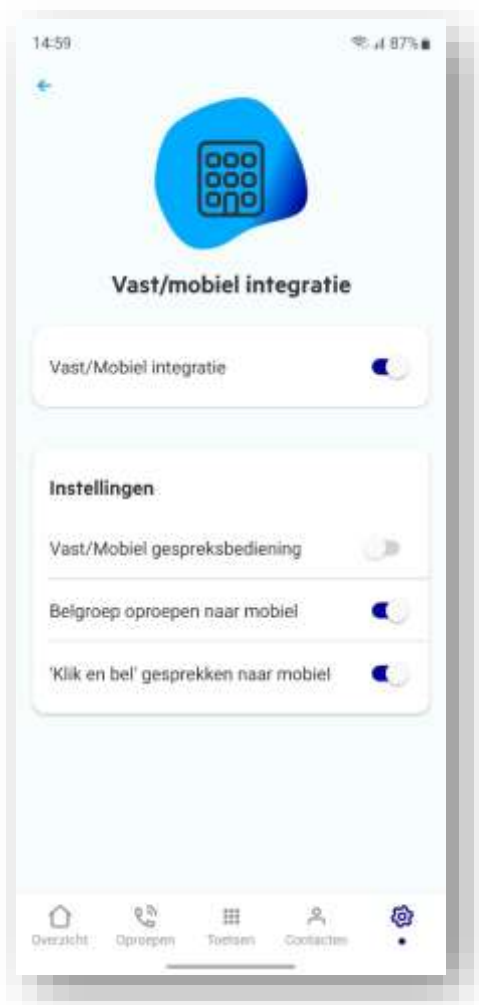 14:59
87%
Vast/mobiel integratie
Vast/Mobiel integratie
Instellingen
Vast/Mobiel gespreksbediening
Belgroep oproepen naar mobiel
'Klik en bel' gesprekken naar mobiel
Overzicht Oproepen Toetsen Contacten